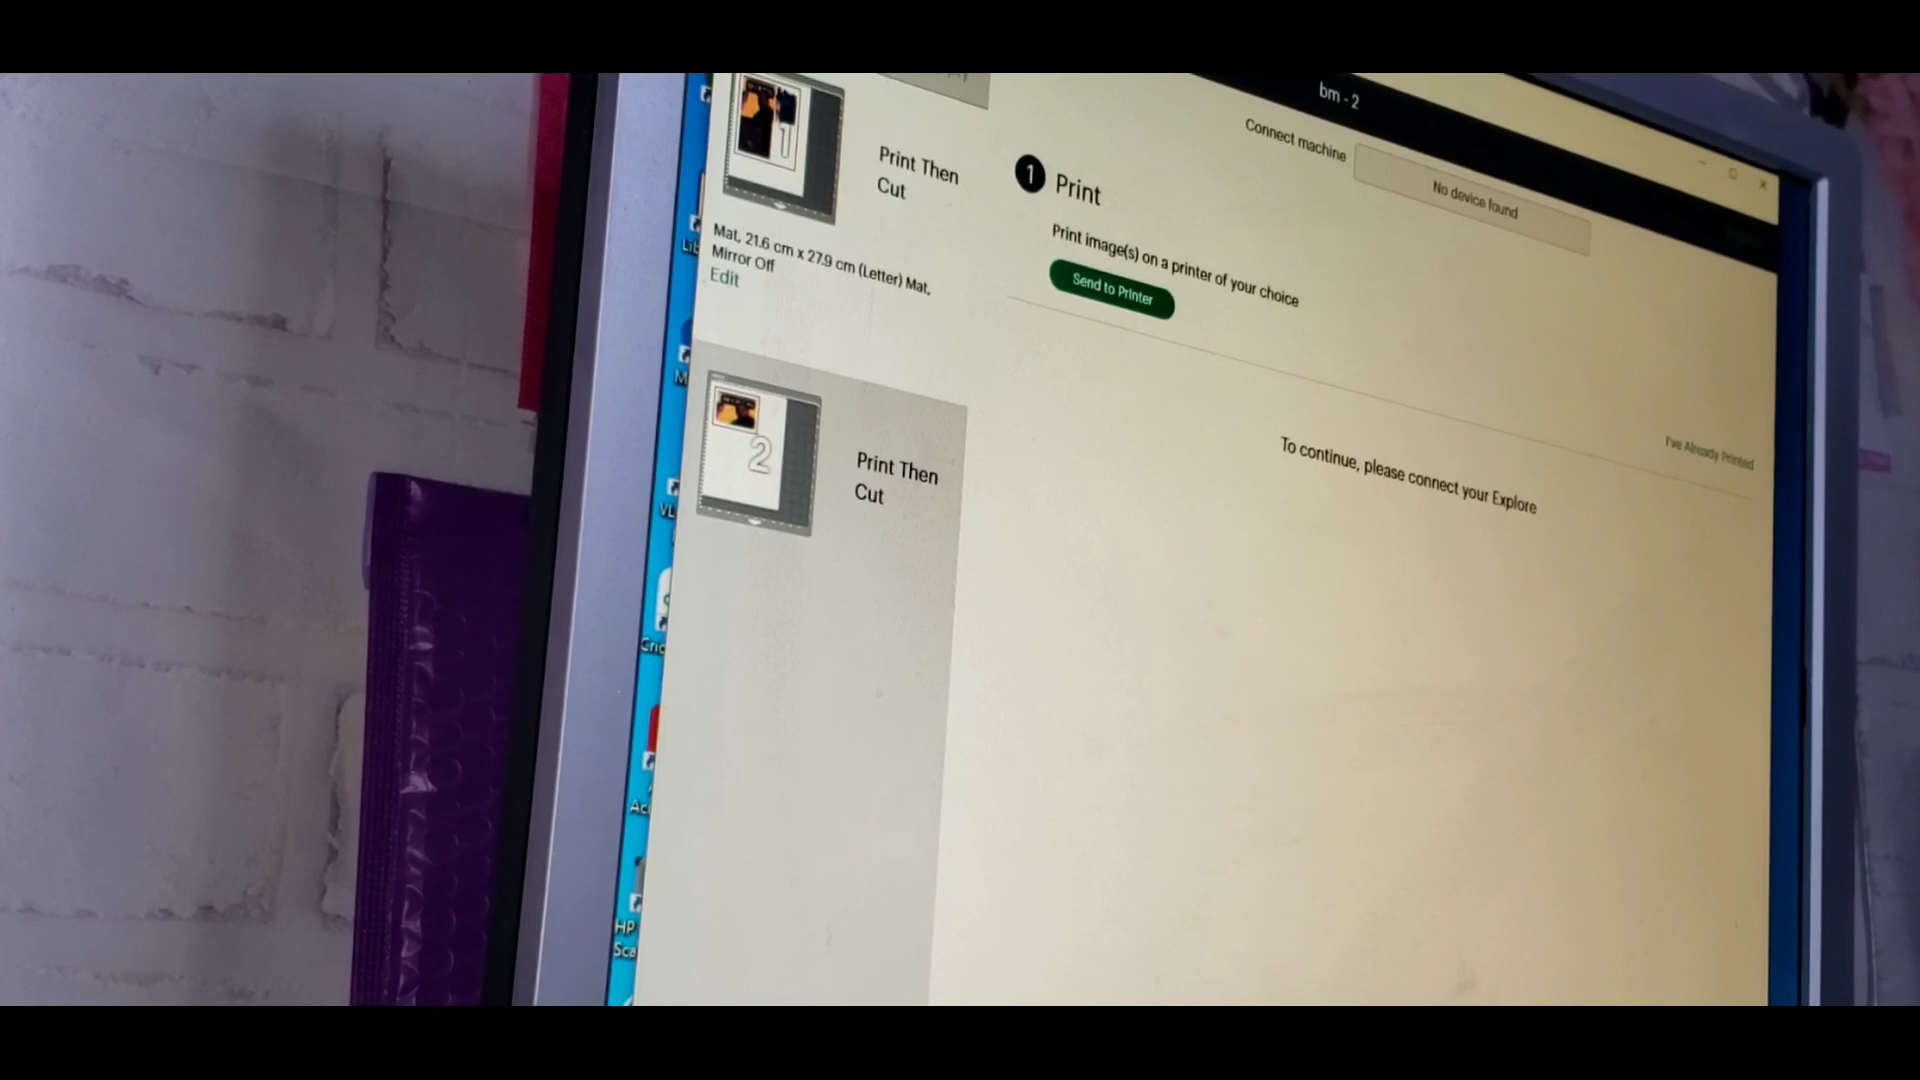 bm - 2
Connect machine
No device found
1
Print Then
Cut
1 Print
Print image(s) on a printer of your choice
Send to Printer
Mat, 21.6 cm x 27.9 cm (Letter) Mat,
Mirror Off
Edit
I've Already Printed
To continue, please connect your Explore
2
Print Then
Cut
HP